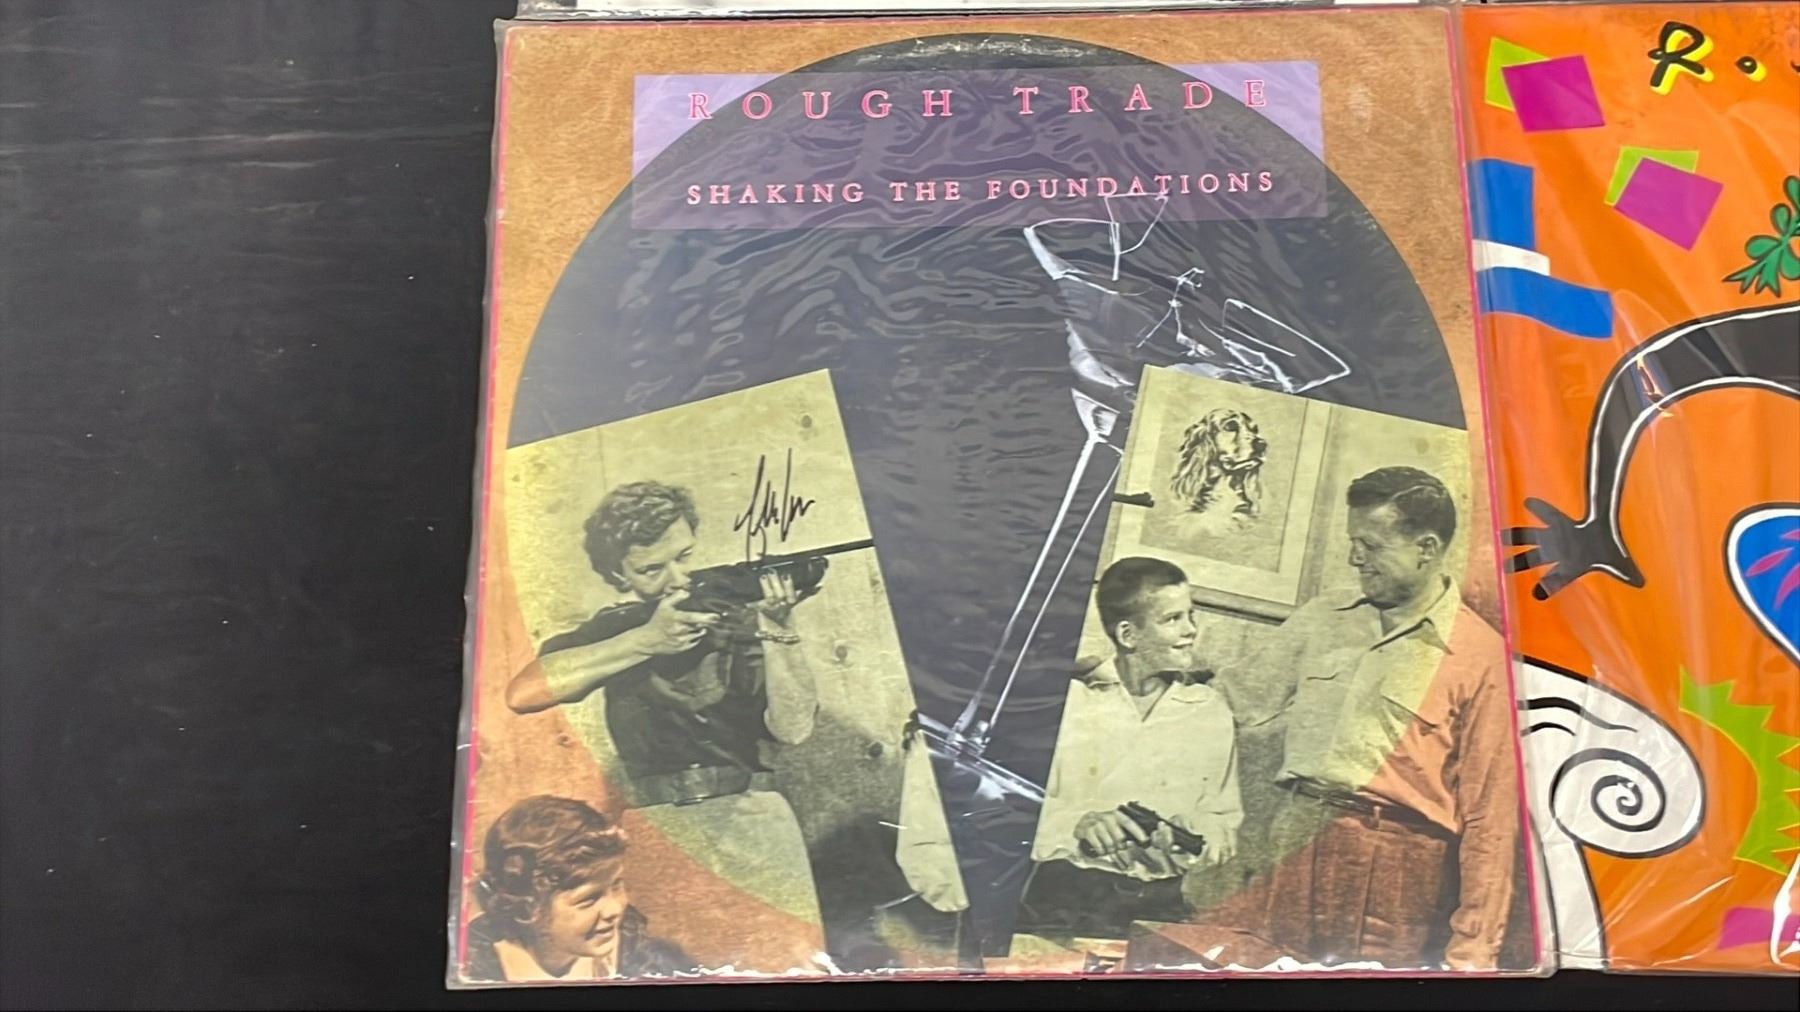 ROUGH TRADE
SHAKING THE FOUNDATIONS
R.